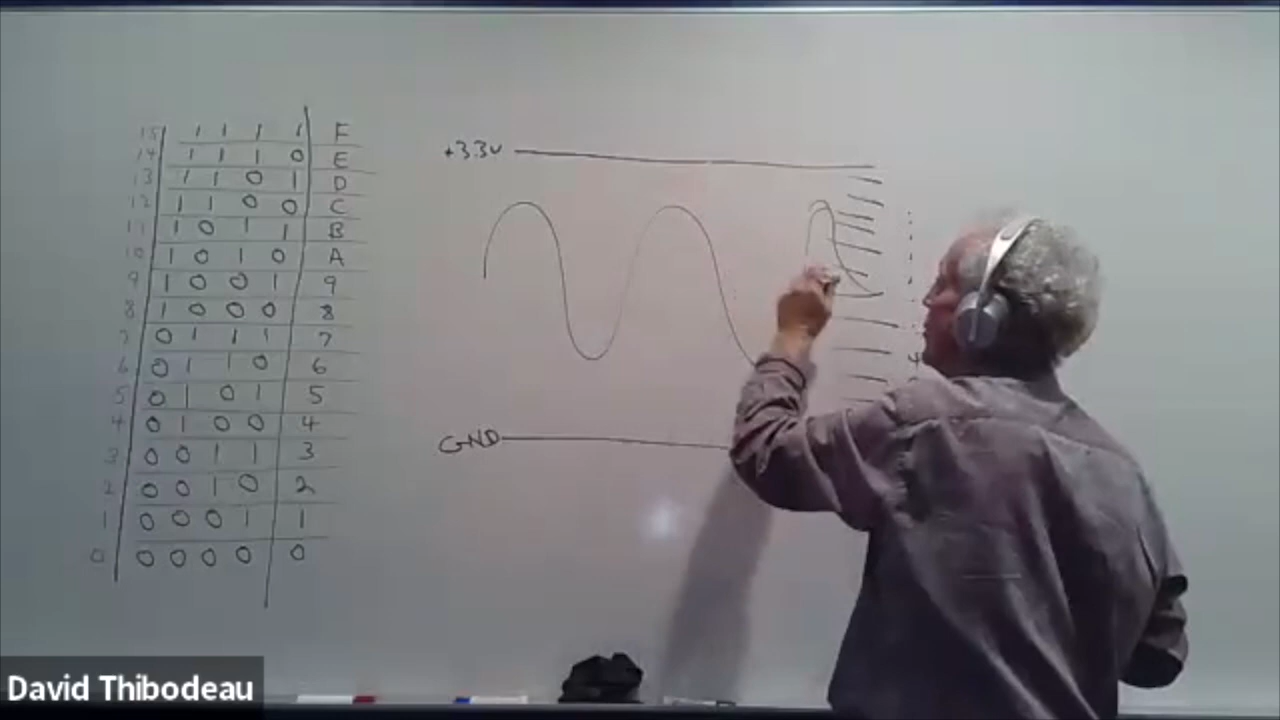 15 1 1 1 1 F
14 1 1 1 0 E
13 1 1 0 1 D
12 1 1 0 0 C
11 1 0 1 1 B
10 1 0 1 0 A
9 1 0 0 1 9
8 1 0 0 0 8
7 0 1 1 1 7
6 0 1 1 0 6
5 0 1 0 1 5
4 0 1 0 0 4
3 0 0 1 1 3
2 0 0 1 0 2
1 0 0 0 1 1
0 0 0 0 0 0
+3.3V
GND
David Thibodeau